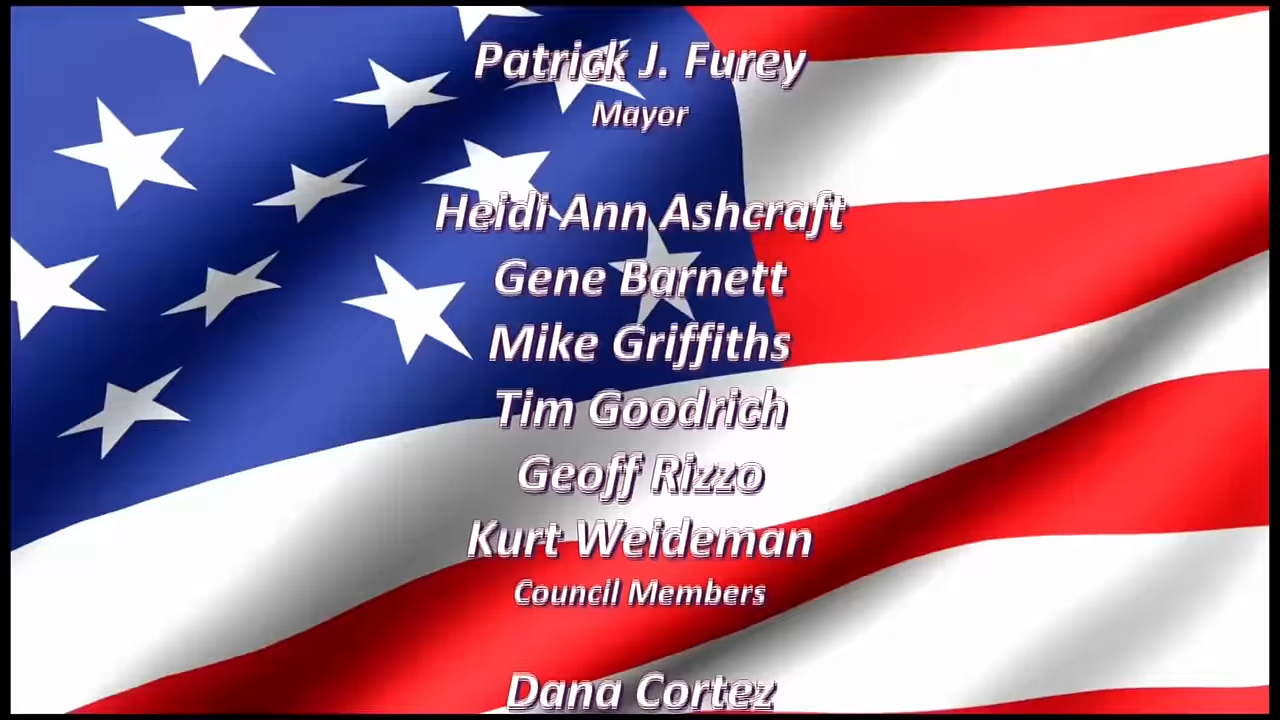 Patrick J. Furey
Mayor
Heidi Ann Ashcraft
Gene Barnett
Mike Griffiths
Tim Goodrich
Geoff Rizzo
Kurt Weideman
Council Members
Dana Cortez